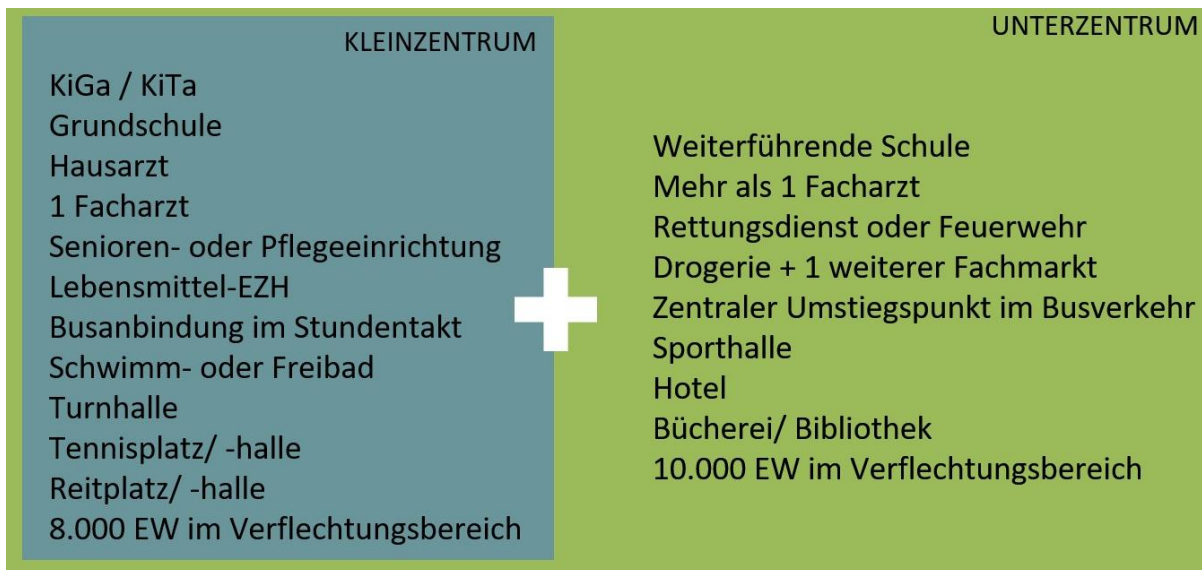 KLEINZENTRUM
KiGa / KiTa
Grundschule
Hausarzt
1 Facharzt
Senioren- oder Pflegeeinrichtung
Lebensmittel-EZH
Busanbindung im Stundentakt
Schwimm- oder Freibad
Turnhalle
Tennisplatz/ -halle
Reitplatz/ -halle
8.000 EW im Verflechtungsbereich
UNTERZENTRUM
Weiterführende Schule
Mehr als 1 Facharzt
Rettungsdienst oder Feuerwehr
Drogerie + 1 weiterer Fachmarkt
Zentraler Umstiegspunkt im Busverkehr
Sporthalle
Hotel
Bücherei/ Bibliothek
10.000 EW im Verflechtungsbereich